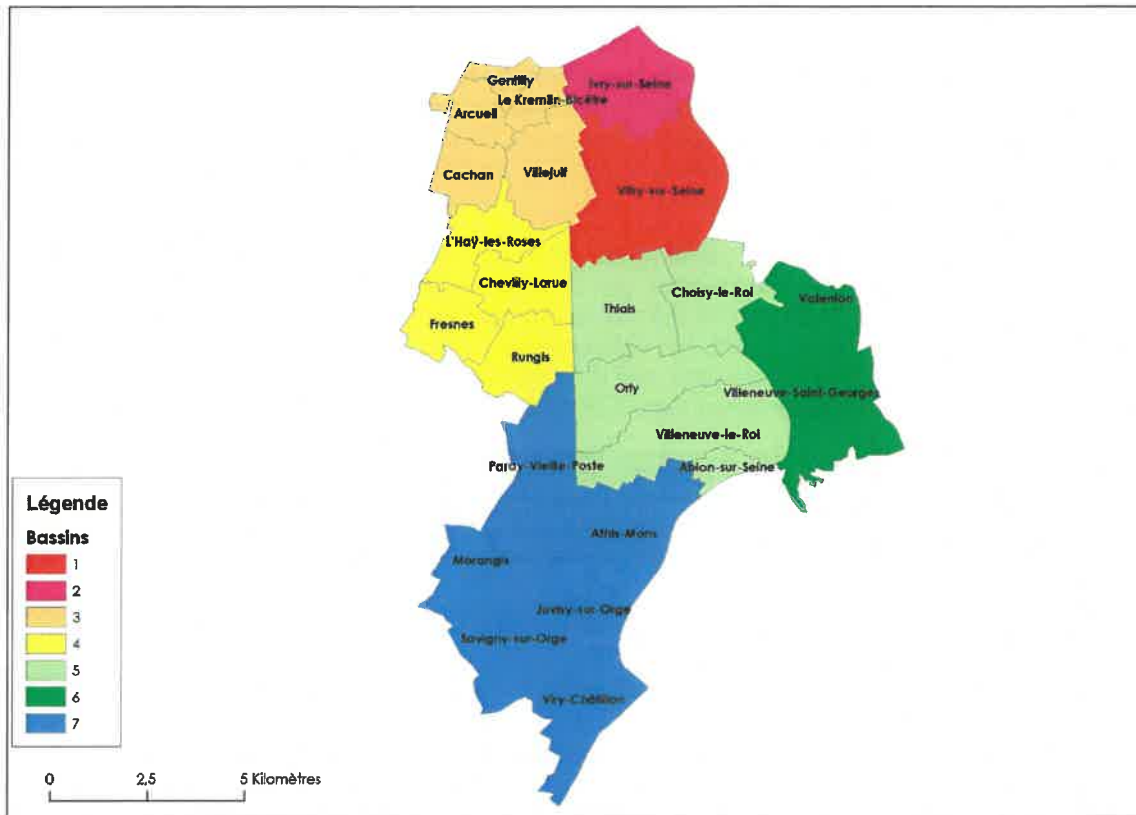 Gentilly
Ivry-sur-Seine
Le Kremlin-Bicêtre
Arcueil
Cachan
Villejuif
Vitry-sur-Seine
L'Haÿ-les-Roses
Chevilly-Larue
Choisy-le-Roi
Valenton
Thiais
Fresnes
Rungis
Orly
Villeneuve-Saint-Georges
Villeneuve-le-Roi
Paray-Vieille-Poste
Ablon-sur-Seine
Athis-Mons
Morangis
Juvisy-sur-Orge
Savigny-sur-Orge
Viry-Châtillon
Légende
Bassins
1
2
3
4
5
6
7
0 2,5 5 Kilomètres